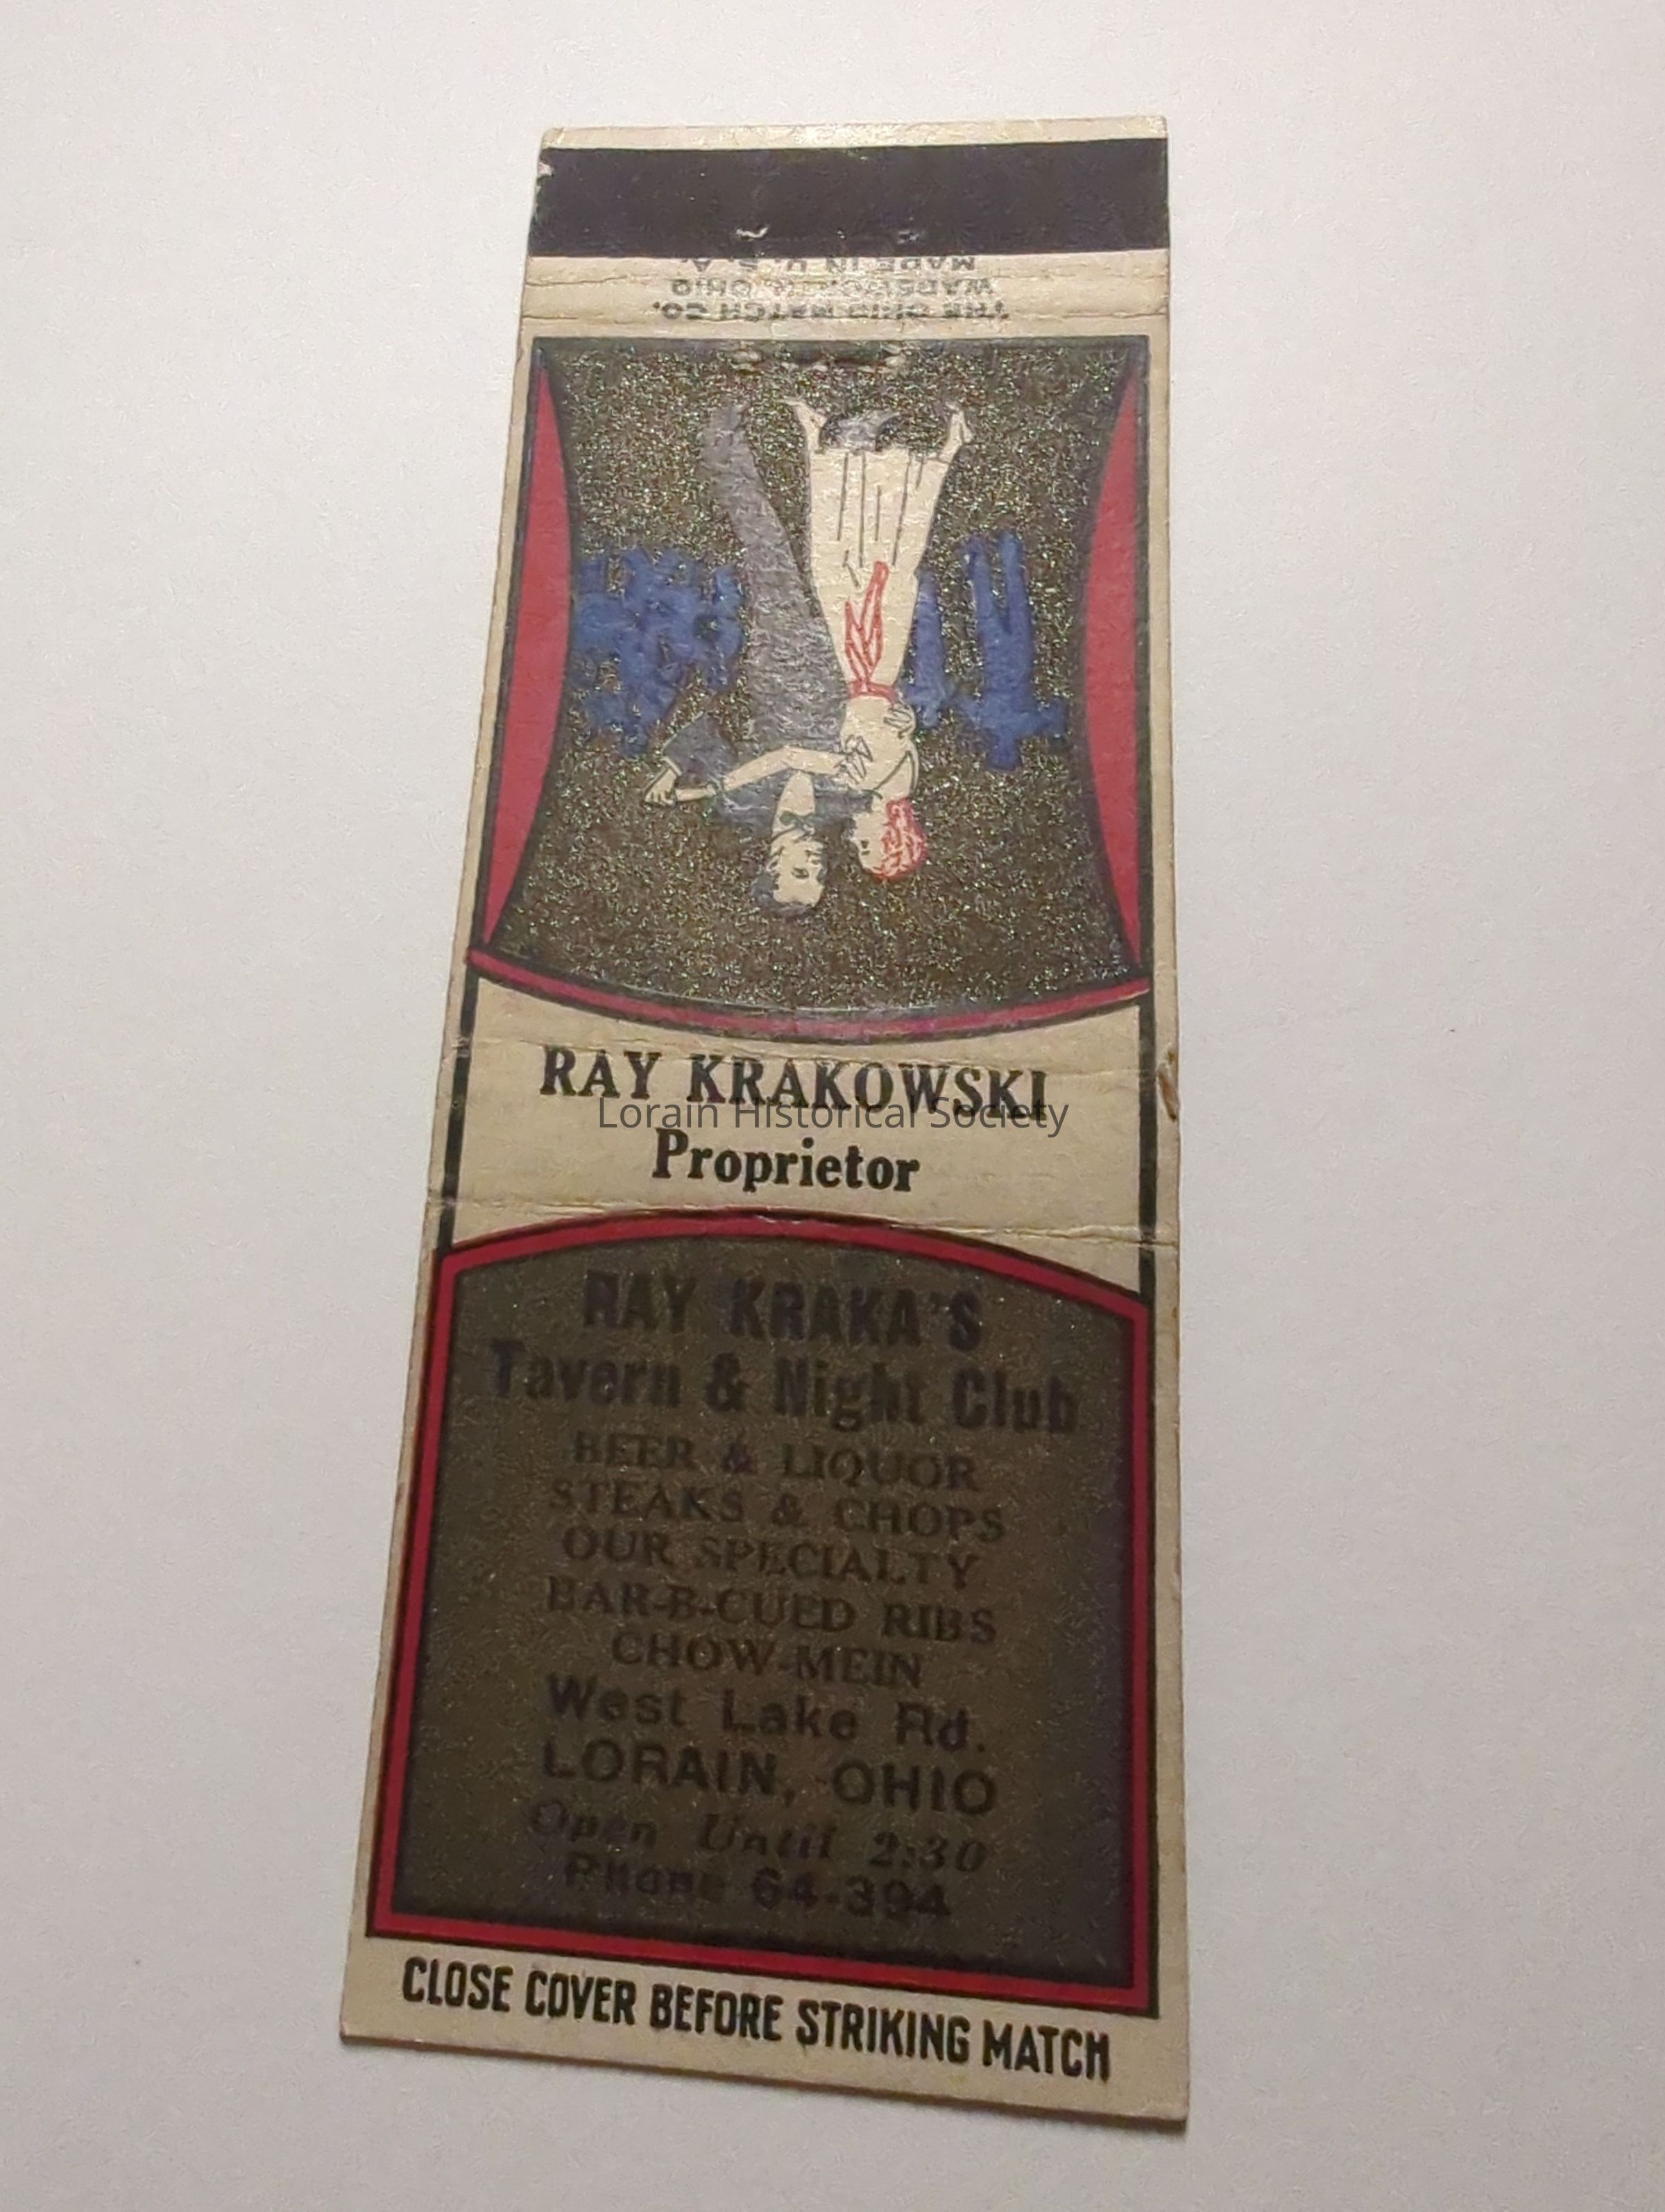 THE OHIO MATCH CO.
WADSWORTH, OHIO
MADE IN U. S. A.
RAY KRAKOWSKI
Lorain Historical Society
Proprietor
RAY KRAKA'S
Tavern & Night Club
BEER & LIQUOR
STEAKS & CHOPS
OUR SPECIALTY
BAR-B-CUED RIBS
CHOW-MEIN
West Lake Rd.
LORAIN, OHIO
Open Until 2:30
Phone 64-394
CLOSE COVER BEFORE STRIKING MATCH